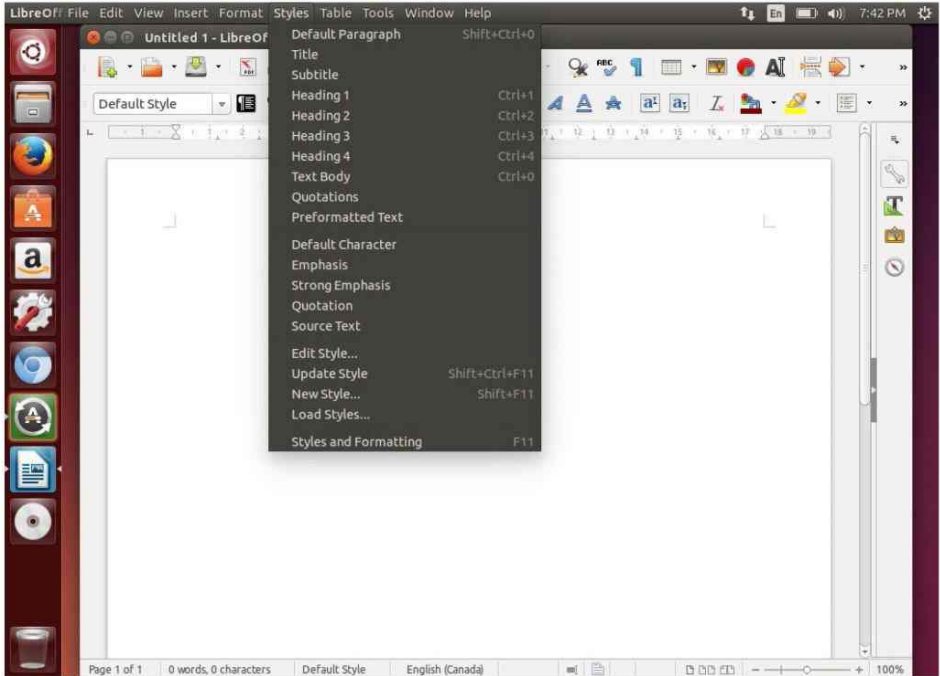 LibreOff File Edit View Insert Format Styles Table Tools Window Help En 7:42 PM
Untitled 1 - LibreOf
Default Paragraph Shift+Ctrl+0
Title
Subtitle
Heading 1 Ctrl+1
Heading 2 Ctrl+2
Heading 3 Ctrl+3
Heading 4 Ctrl+4
Text Body Ctrl+0
Quotations
Preformatted Text
Default Character
Emphasis
Strong Emphasis
Quotation
Source Text
Edit Style...
Update Style Shift+Ctrl+F11
New Style... Shift+F11
Load Styles...
Styles and Formatting F11
Default Style
Page 1 of 1 0 words, 0 characters Default Style English (Canada) 100%